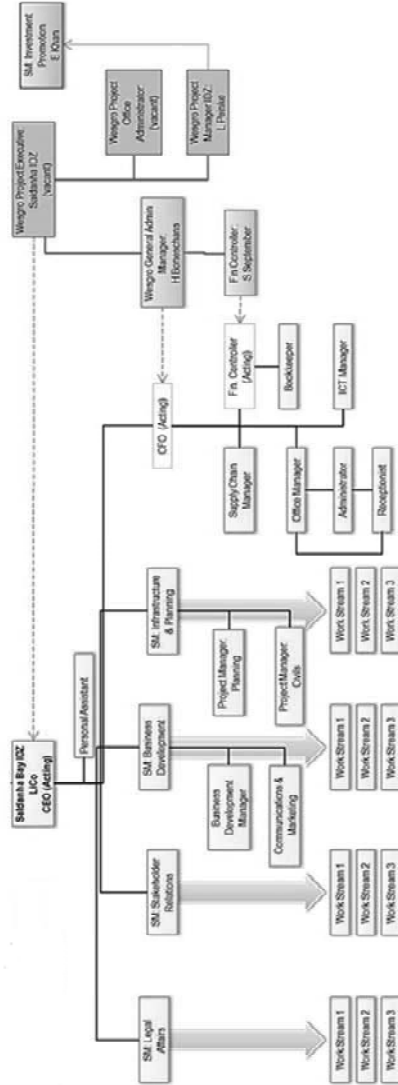 Saldanha Bay IDZ
LiCo
CEO (Acting)
Wesgro Project Executive:
Saldanha IDZ
(vacant)
SM: Investment
Promotion:
E Khan
Personal Assistant
Wesgro Project
Office
Administrator:
(vacant)
Wesgro General Admin
Manager:
Wesgro Project
Manager IDZ:
SM: Legal
Affairs
SM: Stakeholder
Relations
SM: Business
Development
SM: Infrastructure
& Planning
CFO (Acting)
Fin Controller:
S September
Business
Development
Manager
Communications &
Marketing
Project Manager:
Planning
Project Manager:
Civils
Supply Chain
Manager
Fin. Controller
(Acting)
Bookkeeper
Office Manager
ICT Manager
Administrator
Receptionist
Work Stream 1
Work Stream 2
Work Stream 3
Work Stream 1
Work Stream 2
Work Stream 3
Work Stream 1
Work Stream 2
Work Stream 3
Work Stream 1
Work Stream 2
Work Stream 3